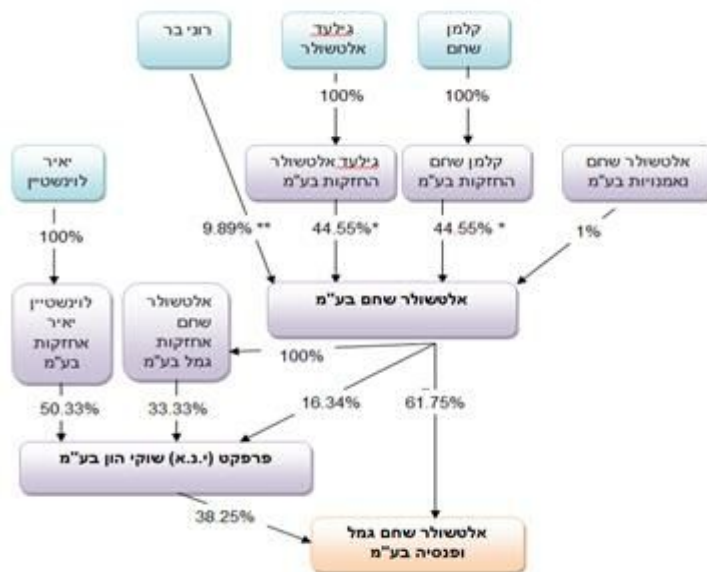 רוני בר
גילעד
אלטשולר
קלמן
שחם
100%
100%
יאיר
לוינשטיין
גילעד אלטשולר
החזקות בע"מ
קלמן שחם
החזקות בע"מ
אלטשולר שחם
נאמנויות בע"מ
100%
9.89% **
44.55%*
44.55% *
1%
לוינשטיין
יאיר
אחזקות
בע"מ
אלטשולר
שחם
אחזקות
גמל בע"מ
אלטשולר שחם בע"מ
100%
50.33%
33.33%
16.34%
61.75%
פרפקט (י.נ.א) שוקי הון בע"מ
38.25%
אלטשולר שחם גמל
ופנסיה בע"מ